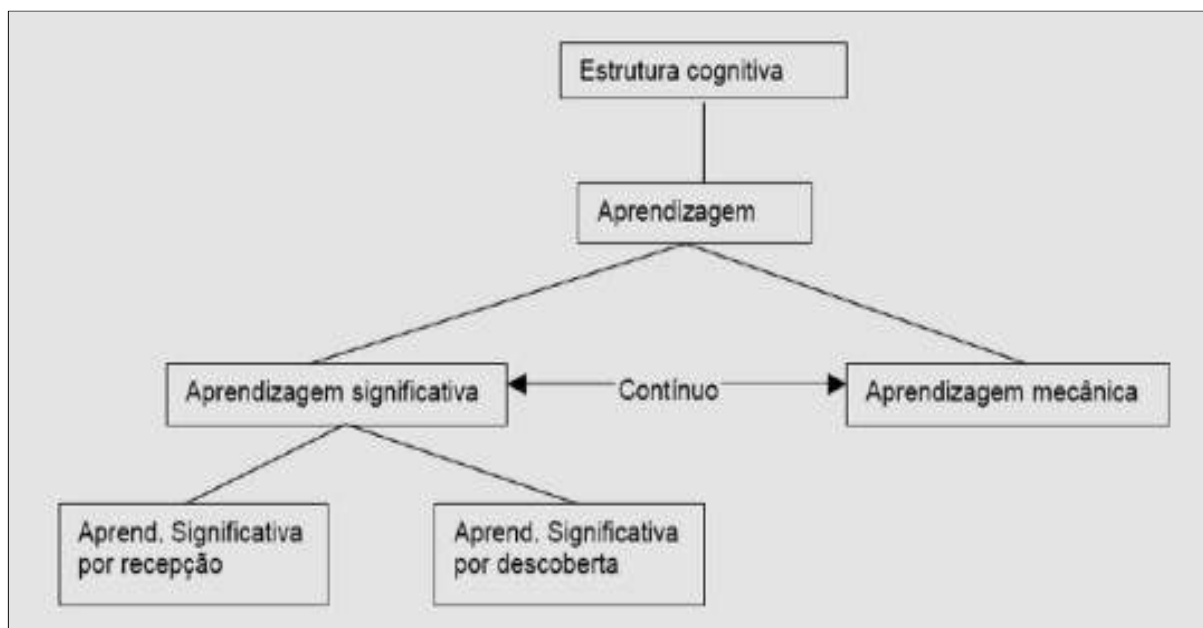 Estrutura cognitiva
Aprendizagem
Aprendizagem significativa
Contínuo
Aprendizagem mecânica
Aprend. Significativa
por recepção
Aprend. Significativa
por descoberta